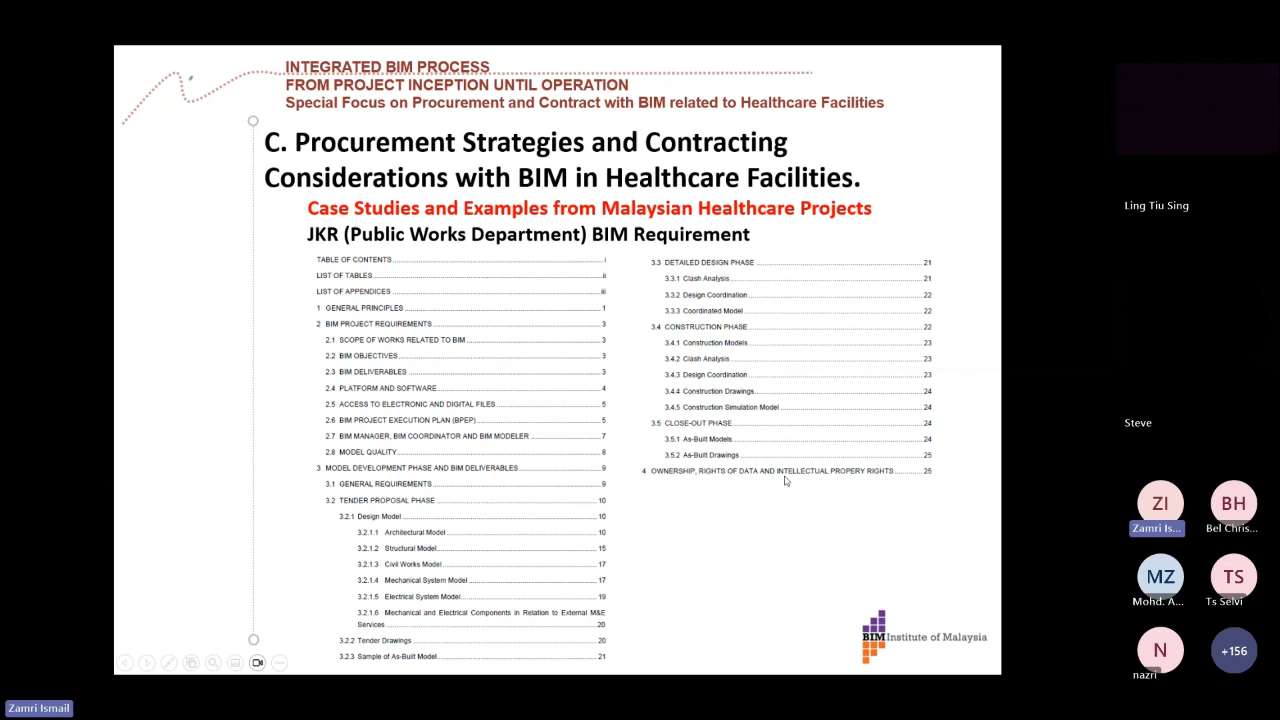 INTEGRATED BIM PROCESS
FROM PROJECT INCEPTION UNTIL OPERATION
Special Focus on Procurement and Contract with BIM related to Healthcare Facilities
C. Procurement Strategies and Contracting
Considerations with BIM in Healthcare Facilities.
Case Studies and Examples from Malaysian Healthcare Projects
JKR (Public Works Department) BIM Requirement
TABLE OF CONTENTS i
LIST OF TABLES ii
LIST OF APPENDICES iii
1 GENERAL PRINCIPLES 1
2 BIM PROJECT REQUIREMENTS 3
2.1 SCOPE OF WORKS RELATED TO BIM 3
2.2 BIM OBJECTIVES 3
2.3 BIM DELIVERABLES 3
2.4 PLATFORM AND SOFTWARE 4
2.5 ACCESS TO ELECTRONIC AND DIGITAL FILES 5
2.6 BIM PROJECT EXECUTION PLAN (BPEP) 5
2.7 BIM MANAGER, BIM COORDINATOR AND BIM MODELER 7
2.8 MODEL QUALITY 8
3 MODEL DEVELOPMENT PHASE AND BIM DELIVERABLES 9
3.1 GENERAL REQUIREMENTS 9
3.2 TENDER PROPOSAL PHASE 10
3.2.1 Design Model 10
3.2.1.1 Architectural Model 10
3.2.1.2 Structural Model 15
3.2.1.3 Civil Works Model 17
3.2.1.4 Mechanical System Model 17
3.2.1.5 Electrical System Model 19
3.2.1.6 Mechanical and Electrical Components in Relation to External M&E
Services 20
3.2.2 Tender Drawings 20
3.2.3 Sample of As-Built Model 21
3.3 DETAILED DESIGN PHASE 21
3.3.1 Clash Analysis 21
3.3.2 Design Coordination 22
3.3.3 Coordinated Model 22
3.4 CONSTRUCTION PHASE 22
3.4.1 Construction Models 23
3.4.2 Clash Analysis 23
3.4.3 Design Coordination 23
3.4.4 Construction Drawings 24
3.4.5 Construction Simulation Model 24
3.5 CLOSE-OUT PHASE 24
3.5.1 As-Built Models 24
3.5.2 As-Built Drawings 25
4 OWNERSHIP, RIGHTS OF DATA AND INTELLECTUAL PROPERY RIGHTS 25
BIM Institute of Malaysia
Ling Tiu Sing
Steve
ZI
BH
Zamri Is...
Bel Chris...
MZ
TS
Mohd. A...
Ts Selvi
N
+156
nazri
Zamri Ismail